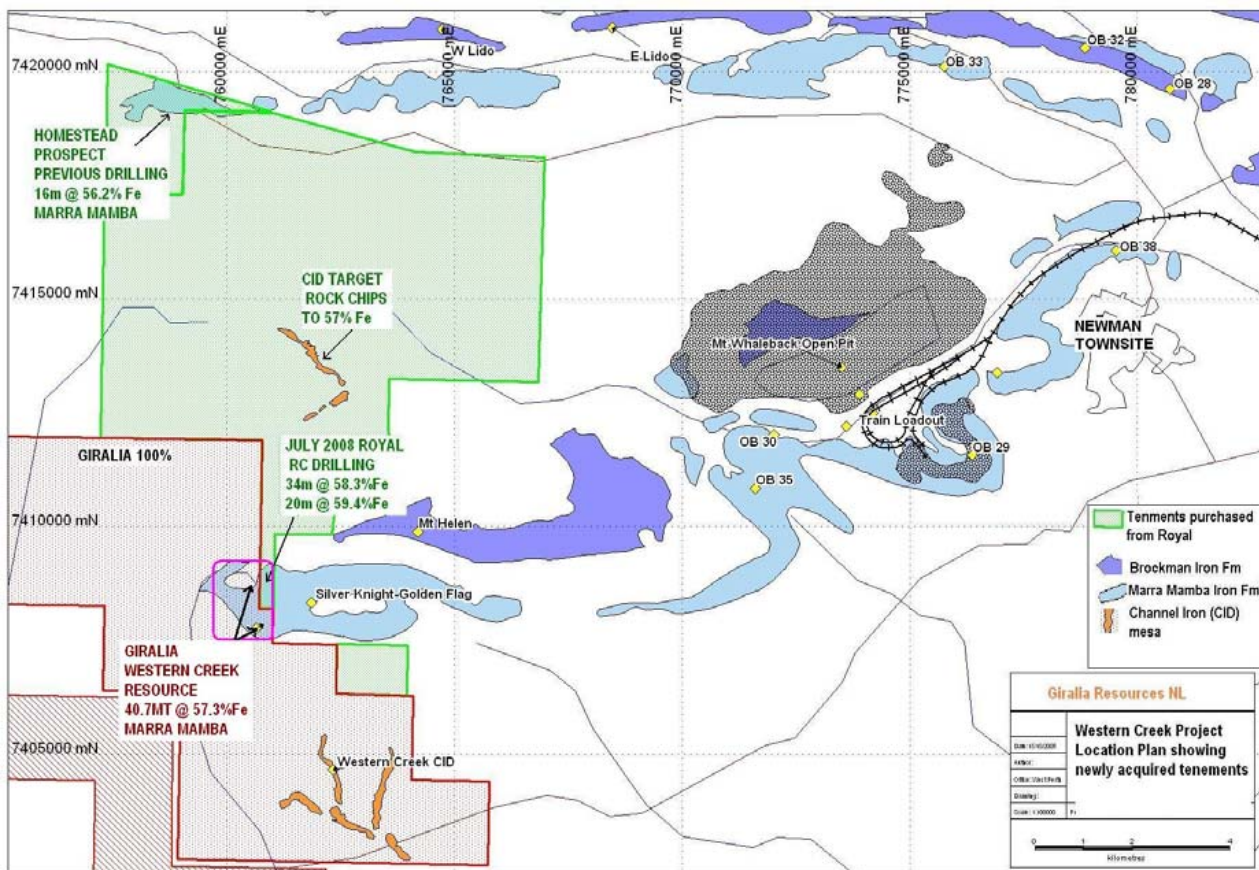 760000 mE
765000 mE
770000 mE
775000 mE
780000 mE
7420000 mN
7415000 mN
7410000 mN
7405000 mN
W Lido
E Lido
OB 33
OB 32
OB 28
HOMESTEAD
PROSPECT
PREVIOUS DRILLING
16m @ 56.2% Fe
MARRA MAMBA
CID TARGET
ROCK CHIPS
TO 57% Fe
OB 38
NEWMAN
TOWNSITE
Mt Whaleback Open Pit
Train Loadout
OB 30
OB 29
OB 35
GIRALIA 100%
JULY 2008 ROYAL
RC DRILLING
34m @ 58.3%Fe
20m @ 59.4%Fe
Mt Helen
Silver Knight-Golden Flag
GIRALIA
WESTERN CREEK
RESOURCE
40.7MT @ 57.3%Fe
MARRA MAMBA
Western Creek CID
Tenments purchased
from Royal
Brockman Iron Fm
Marra Mamba Iron Fm
Channel Iron (CID)
mesa
Giralia Resources NL
Western Creek Project
Location Plan showing
newly acquired tenements
Author:
Drawing:
0 1 2 4
kilometres